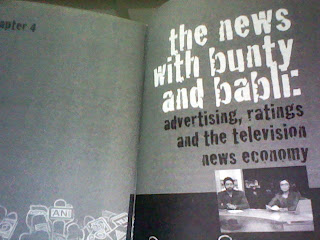 apter 4
the news
with bunty
and babli:
advertising, ratings
and the television
news economy
ANI